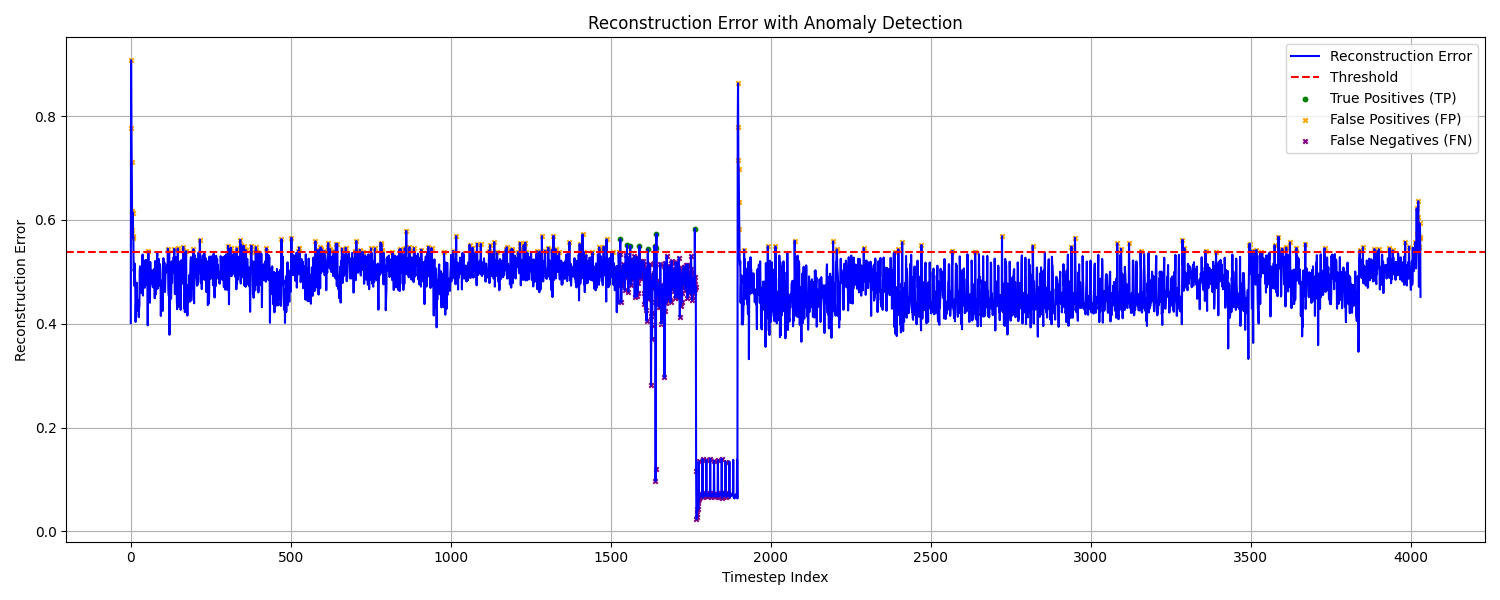 Reconstruction Error with Anomaly Detection
Reconstruction Error
Threshold
True Positives (TP)
False Positives (FP)
False Negatives (FN)
Reconstruction Error
0.8
0.6
0.4
0.2
0.0
0 500 1000 1500 2000 2500 3000 3500 4000
Timestep Index